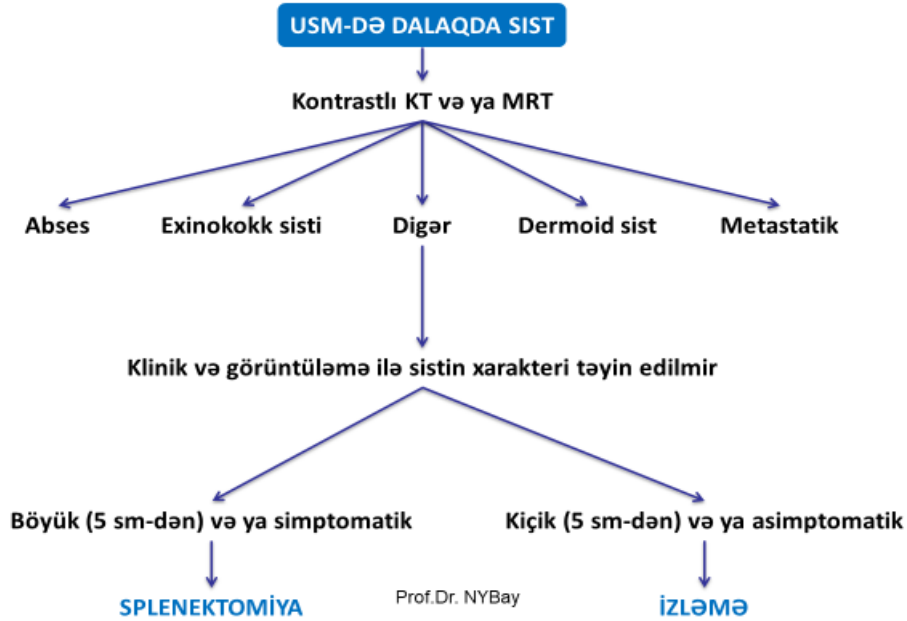 USM-DƏ DALAQDA SIST
Kontrastlı KT və ya MRT
Abses
Exinokokk sisti
Digər
Dermoid sist
Metastatik
Klinik və görüntüləmə ilə sistin xarakteri təyin edilmir
Böyük (5 sm-dən) və ya simptomatik
Kiçik (5 sm-dən) və ya asimptomatik
SPLENEKTOMİYA
Prof.Dr. NYBay
İZLƏMƏ